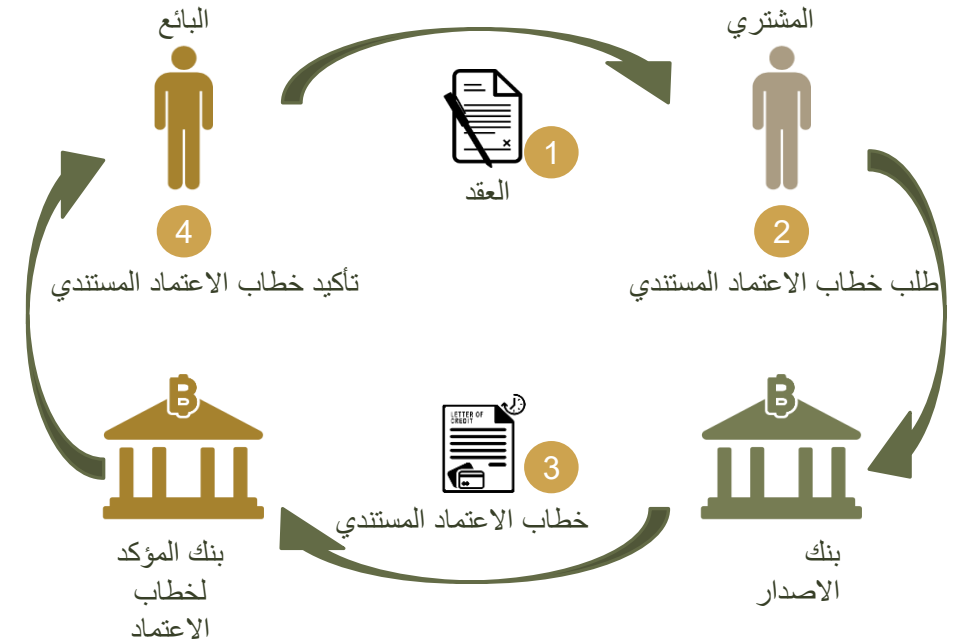 البائع
المشتري
1
العقد
4
2
تأكيد خطاب الاعتماد المستندي
طلب خطاب الاعتماد المستندي
LETTER OF
CREDIT
3
خطاب الاعتماد المستندي
بنك المؤكد
لخطاب
الاعتماد
بنك
الاصدار